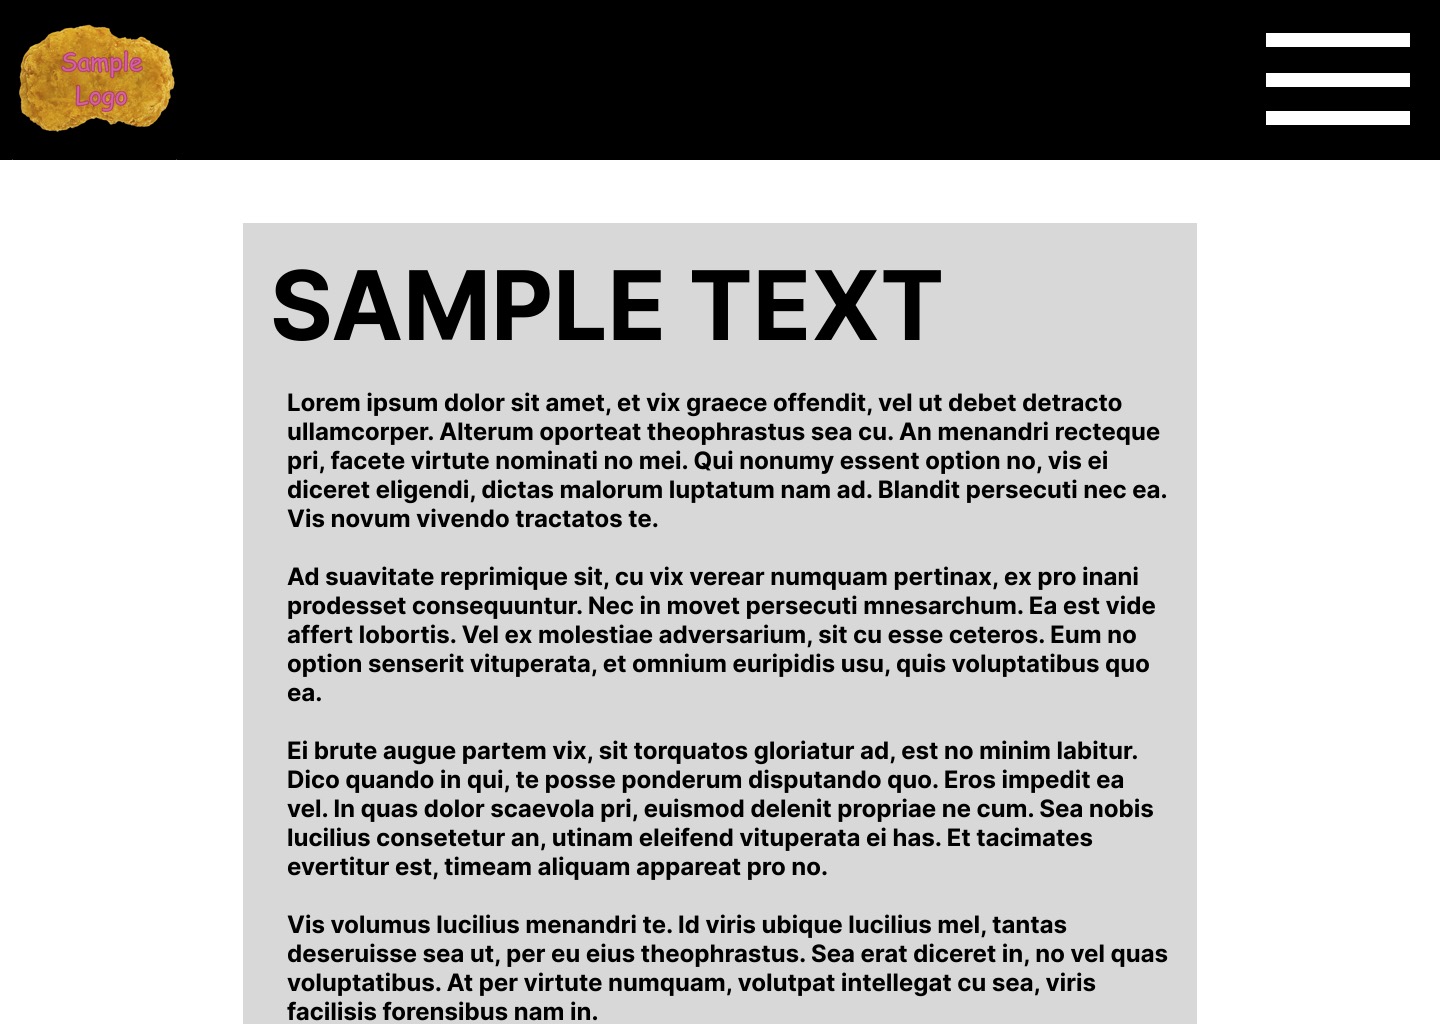 Sample
Logo
SAMPLE TEXT
Lorem ipsum dolor sit amet, et vix graece offendit, vel ut debet detracto
ullamcorper. Alterum oporteat theophrastus sea cu. An menandri recteque
pri, facete virtute nominati no mei. Qui nonumy essent option no, vis ei
diceret eligendi, dictas malorum luptatum nam ad. Blandit persecuti nec ea.
Vis novum vivendo tractatos te.
Ad suavitate reprimique sit, cu vix verear numquam pertinax, ex pro inani
prodesset consequuntur. Nec in movet persecuti mnesarchum. Ea est vide
affert lobortis. Vel ex molestiae adversarium, sit cu esse ceteros. Eum no
option senserit vituperata, et omnium euripidis usu, quis voluptatibus quo
ea.
Ei brute augue partem vix, sit torquatos gloriatur ad, est no minim labitur.
Dico quando in qui, te posse ponderum disputando quo. Eros impedit ea
vel. In quas dolor scaevola pri, euismod delenit propriae ne cum. Sea nobis
lucilius consetetur an, utinam eleifend vituperata ei has. Et tacimates
evertitur est, timeam aliquam appareat pro no.
Vis volumus lucilius menandri te. Id viris ubique lucilius mel, tantas
deseruisse sea ut, per eu eius theophrastus. Sea erat diceret in, no vel quas
voluptatibus. At per virtute numquam, volutpat intellegat cu sea, viris
facilisis forensibus nam in.